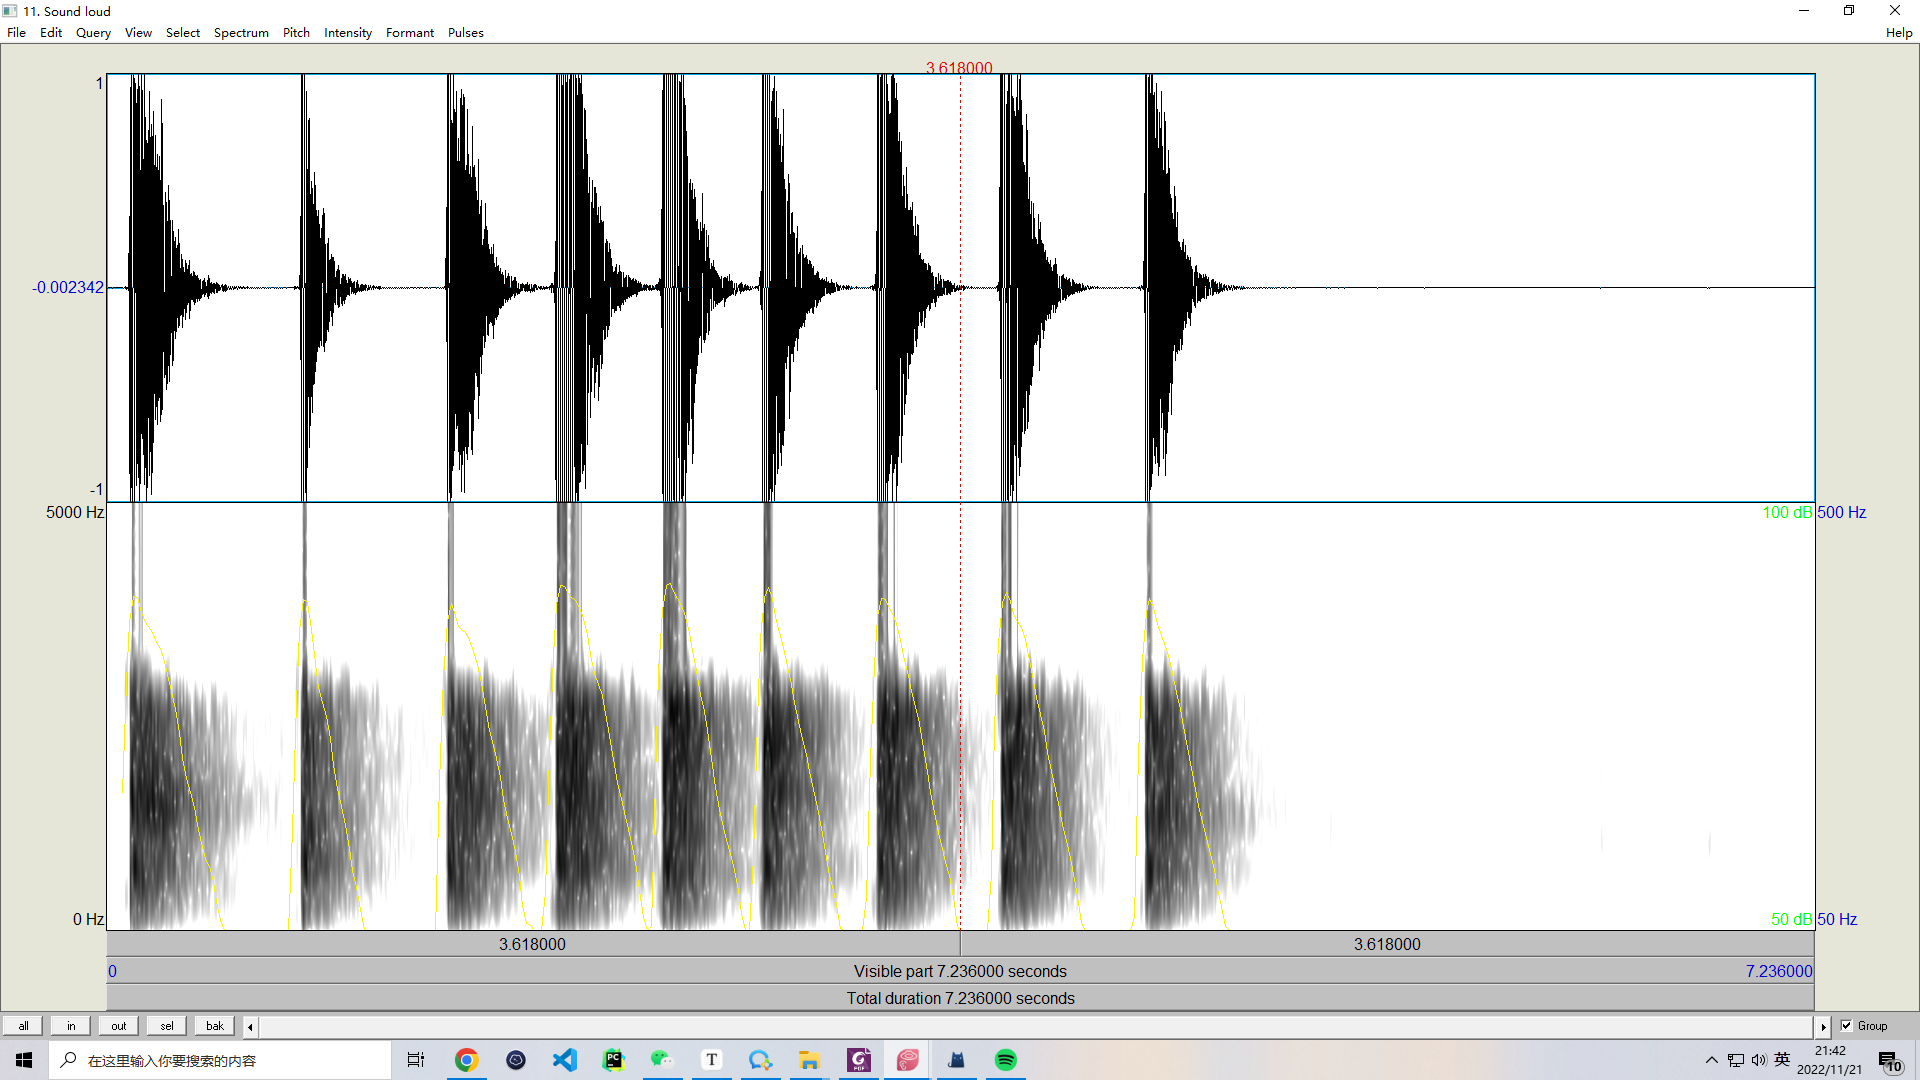 11. Sound loud
File Edit Query View Select Spectrum Pitch Intensity Formant Pulses Help
3.618000
1
-0.002342
-1
5000 Hz 100 dB 500 Hz
0 Hz 50 dB 50 Hz
3.618000 3.618000
0 Visible part 7.236000 seconds 7.236000
Total duration 7.236000 seconds
all in out sel bak Group
在这里输入你要搜索的内容 PC T G PDF 英 21:42
2022/11/21 10